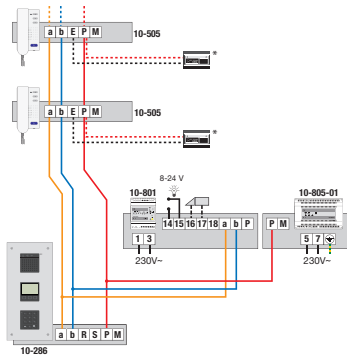 a b E P M
10-505
*
a b E P M
10-505
*
8-24 V
10-801
10-805-01
14 15 16 17 18 a b P
P M
1 3
5 7
230V~
230V~
a b R S P M
10-286